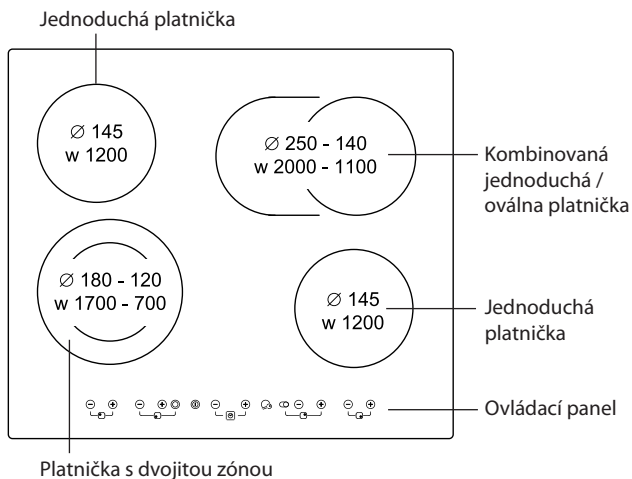 Jednoduchá platnička
∅ 145
w 1200
∅ 250 - 140
w 2000 - 1100
Kombinovaná
jednoduchá /
oválna platnička
∅ 180 - 120
w 1700 - 700
∅ 145
w 1200
Jednoduchá
platnička
Ovládací panel
Platnička s dvojitou zónou